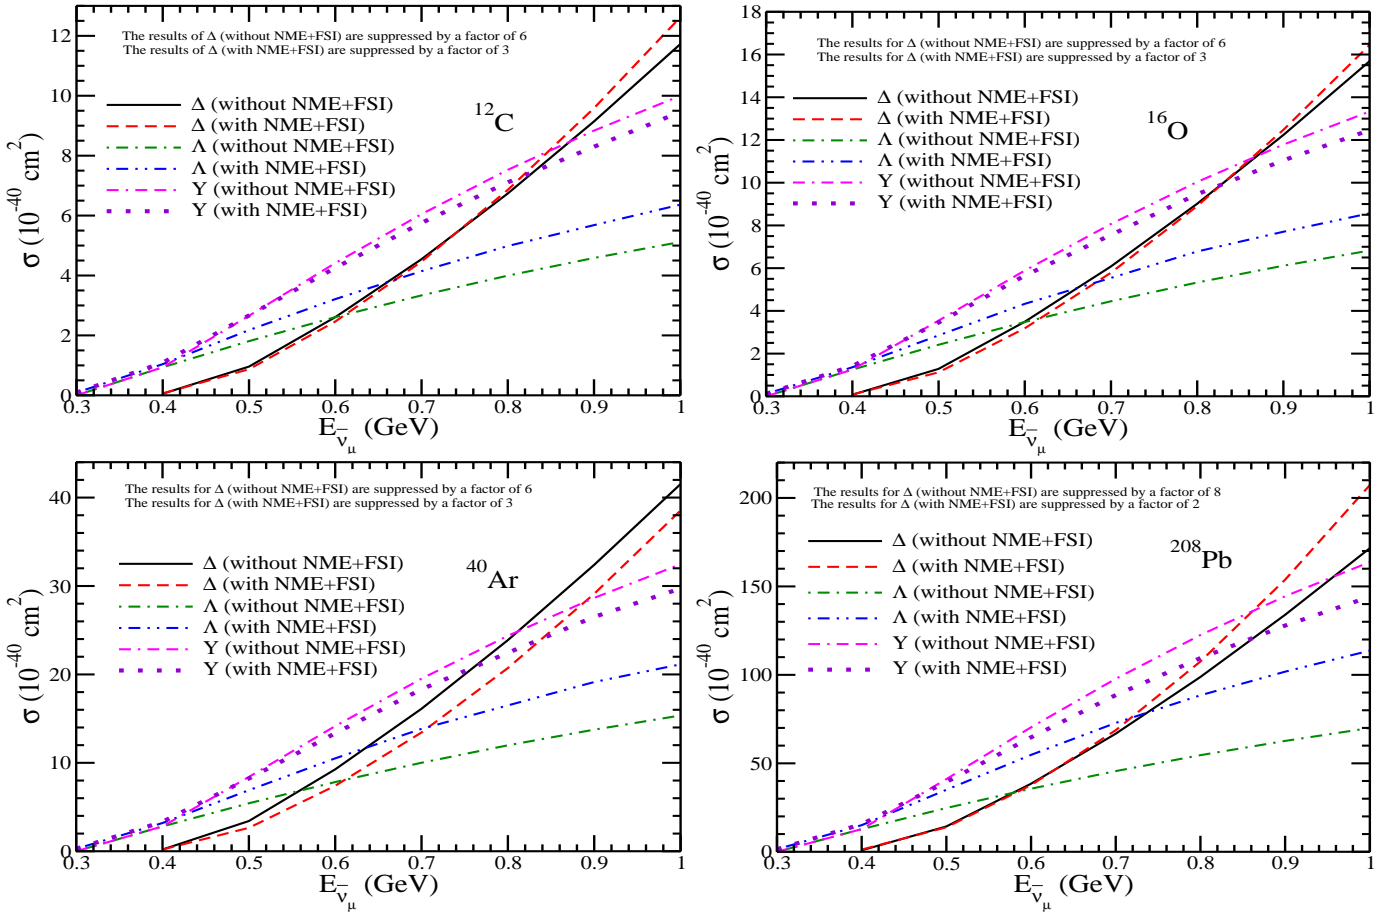 The results of Δ (without NME+FSI) are suppressed by a factor of 6
The results of Δ (with NME+FSI) are suppressed by a factor of 3
Δ (without NME+FSI)
Δ (with NME+FSI)
Λ (without NME+FSI)
Λ (with NME+FSI)
Y (without NME+FSI)
Y (with NME+FSI)
¹²C
σ (10⁻⁴⁰ cm²)
12
10
8
6
4
2
0
0.3 0.4 0.5 0.6 0.7 0.8 0.9 1
E_ν̅_μ (GeV)
The results for Δ (without NME+FSI) are suppressed by a factor of 6
The results for Δ (with NME+FSI) are suppressed by a factor of 3
Δ (without NME+FSI)
Δ (with NME+FSI)
Λ (without NME+FSI)
Λ (with NME+FSI)
Y (without NME+FSI)
Y (with NME+FSI)
¹⁶O
σ (10⁻⁴⁰ cm²)
18
16
14
12
10
8
6
4
2
0
0.3 0.4 0.5 0.6 0.7 0.8 0.9 1
E_ν̅_μ (GeV)
The results for Δ (without NME+FSI) are suppressed by a factor of 6
The results for Δ (with NME+FSI) are suppressed by a factor of 3
Δ (without NME+FSI)
Δ (with NME+FSI)
Λ (without NME+FSI)
Λ (with NME+FSI)
Y (without NME+FSI)
Y (with NME+FSI)
⁴⁰Ar
σ (10⁻⁴⁰ cm²)
40
30
20
10
0
0.3 0.4 0.5 0.6 0.7 0.8 0.9 1
E_ν̅_μ (GeV)
The results for Δ (without NME+FSI) are suppressed by a factor of 8
The results for Δ (with NME+FSI) are suppressed by a factor of 2
Δ (without NME+FSI)
Δ (with NME+FSI)
Λ (without NME+FSI)
Λ (with NME+FSI)
Y (without NME+FSI)
Y (with NME+FSI)
²⁰⁸Pb
σ (10⁻⁴⁰ cm²)
200
150
100
50
0
0.3 0.4 0.5 0.6 0.7 0.8 0.9 1
E_ν̅_μ (GeV)